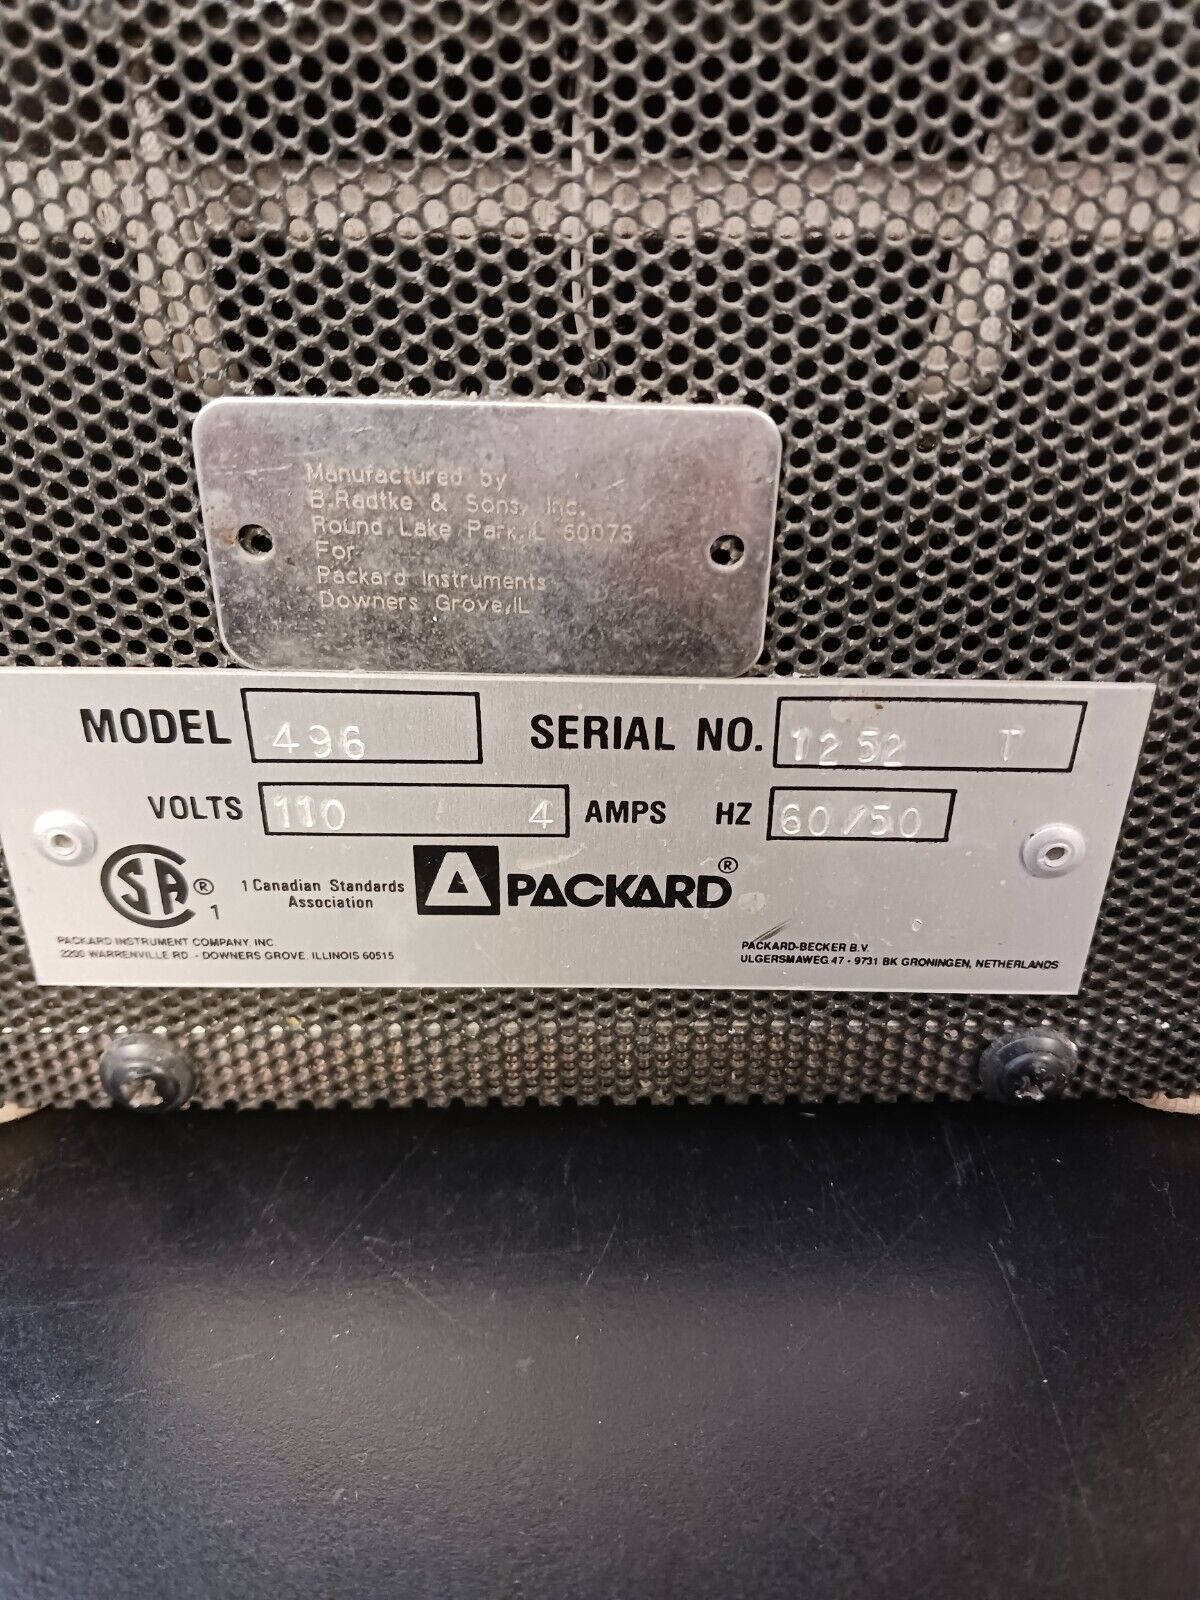 Manufactured by
B.Radtke & Sons, Inc.
Round Lake Park,IL 60073
For
Packard Instruments
Downers Grove,IL
MODEL 496 SERIAL NO. 1252 T
VOLTS 110 4 AMPS HZ 60/50
SA® 1 1 Canadian Standards Association PACKARD®
PACKARD INSTRUMENT COMPANY, INC.
2200 WARRENVILLE RD. - DOWNERS GROVE, ILLINOIS 60515
PACKARD-BECKER B.V.
ULGERSMAWEG 47 - 9731 BK GRONINGEN, NETHERLANDS